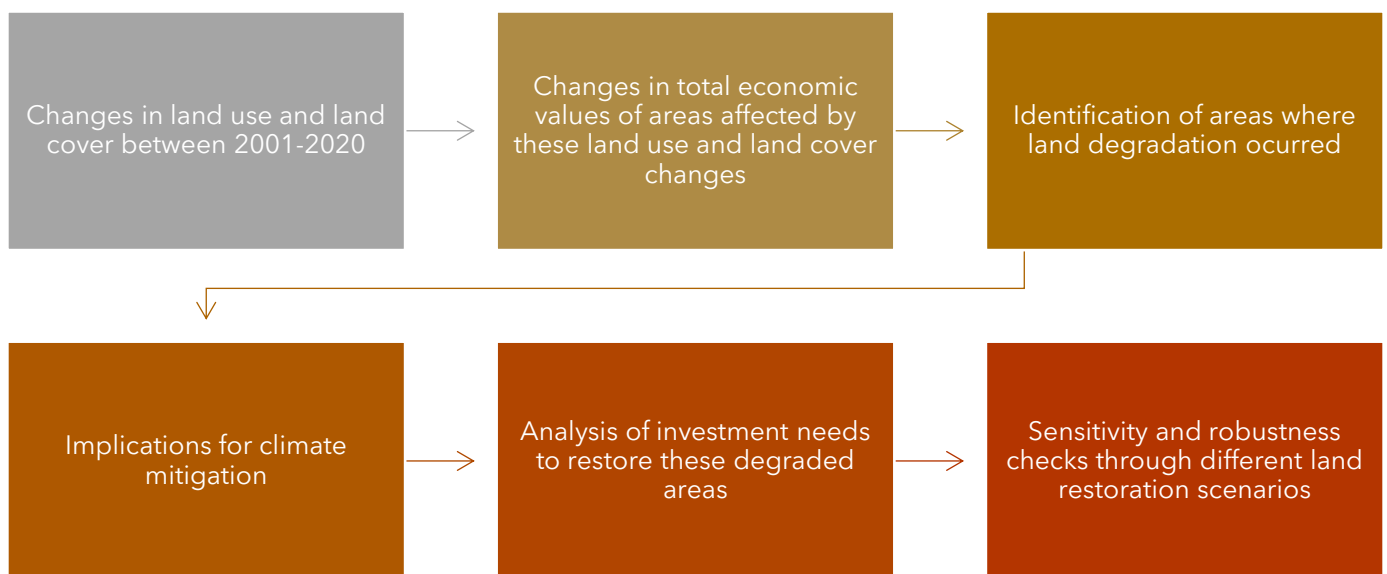 Changes in land use and land
cover between 2001-2020
Changes in total economic
values of areas affected by
these land use and land cover
changes
Identification of areas where
land degradation ocurred
Implications for climate
mitigation
Analysis of investment needs
to restore these degraded
areas
Sensitivity and robustness
checks through different land
restoration scenarios